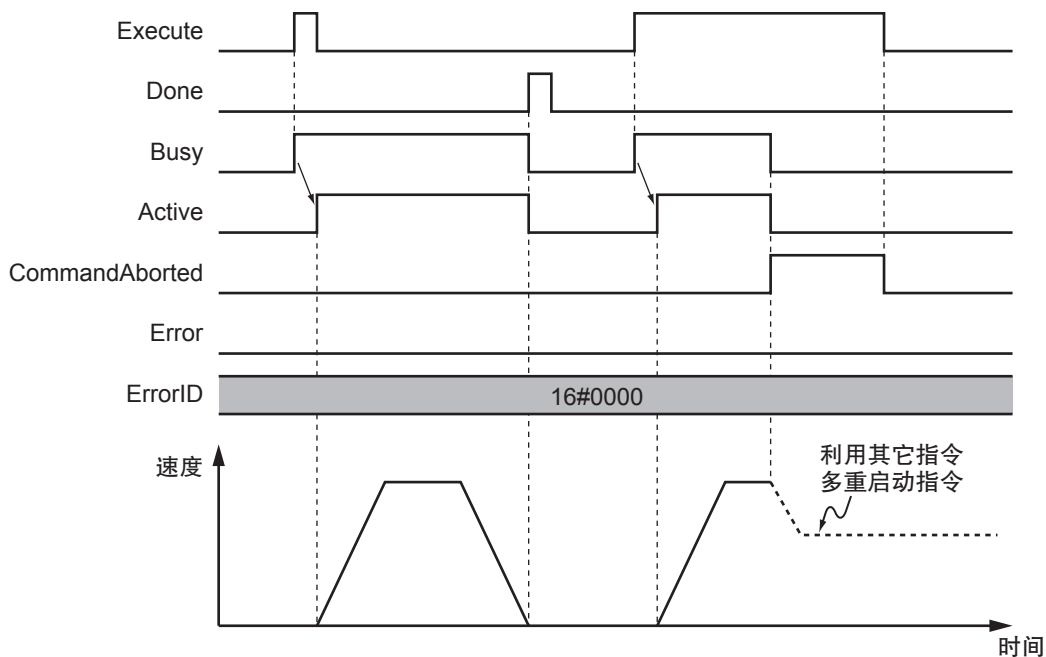 Execute
Done
Busy
Active
CommandAborted
Error
ErrorID
16#0000
速度
利用其它指令
多重启动指令
时间